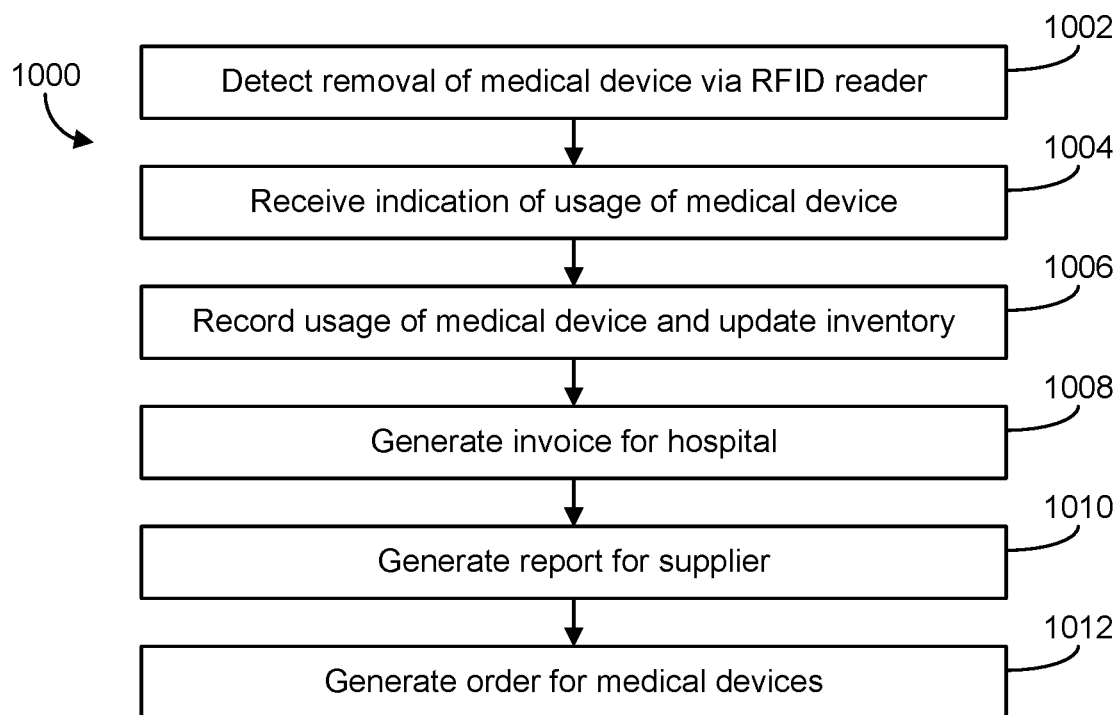 1002
1000
Detect removal of medical device via RFID reader
1004
Receive indication of usage of medical device
1006
Record usage of medical device and update inventory
1008
Generate invoice for hospital
1010
Generate report for supplier
1012
Generate order for medical devices